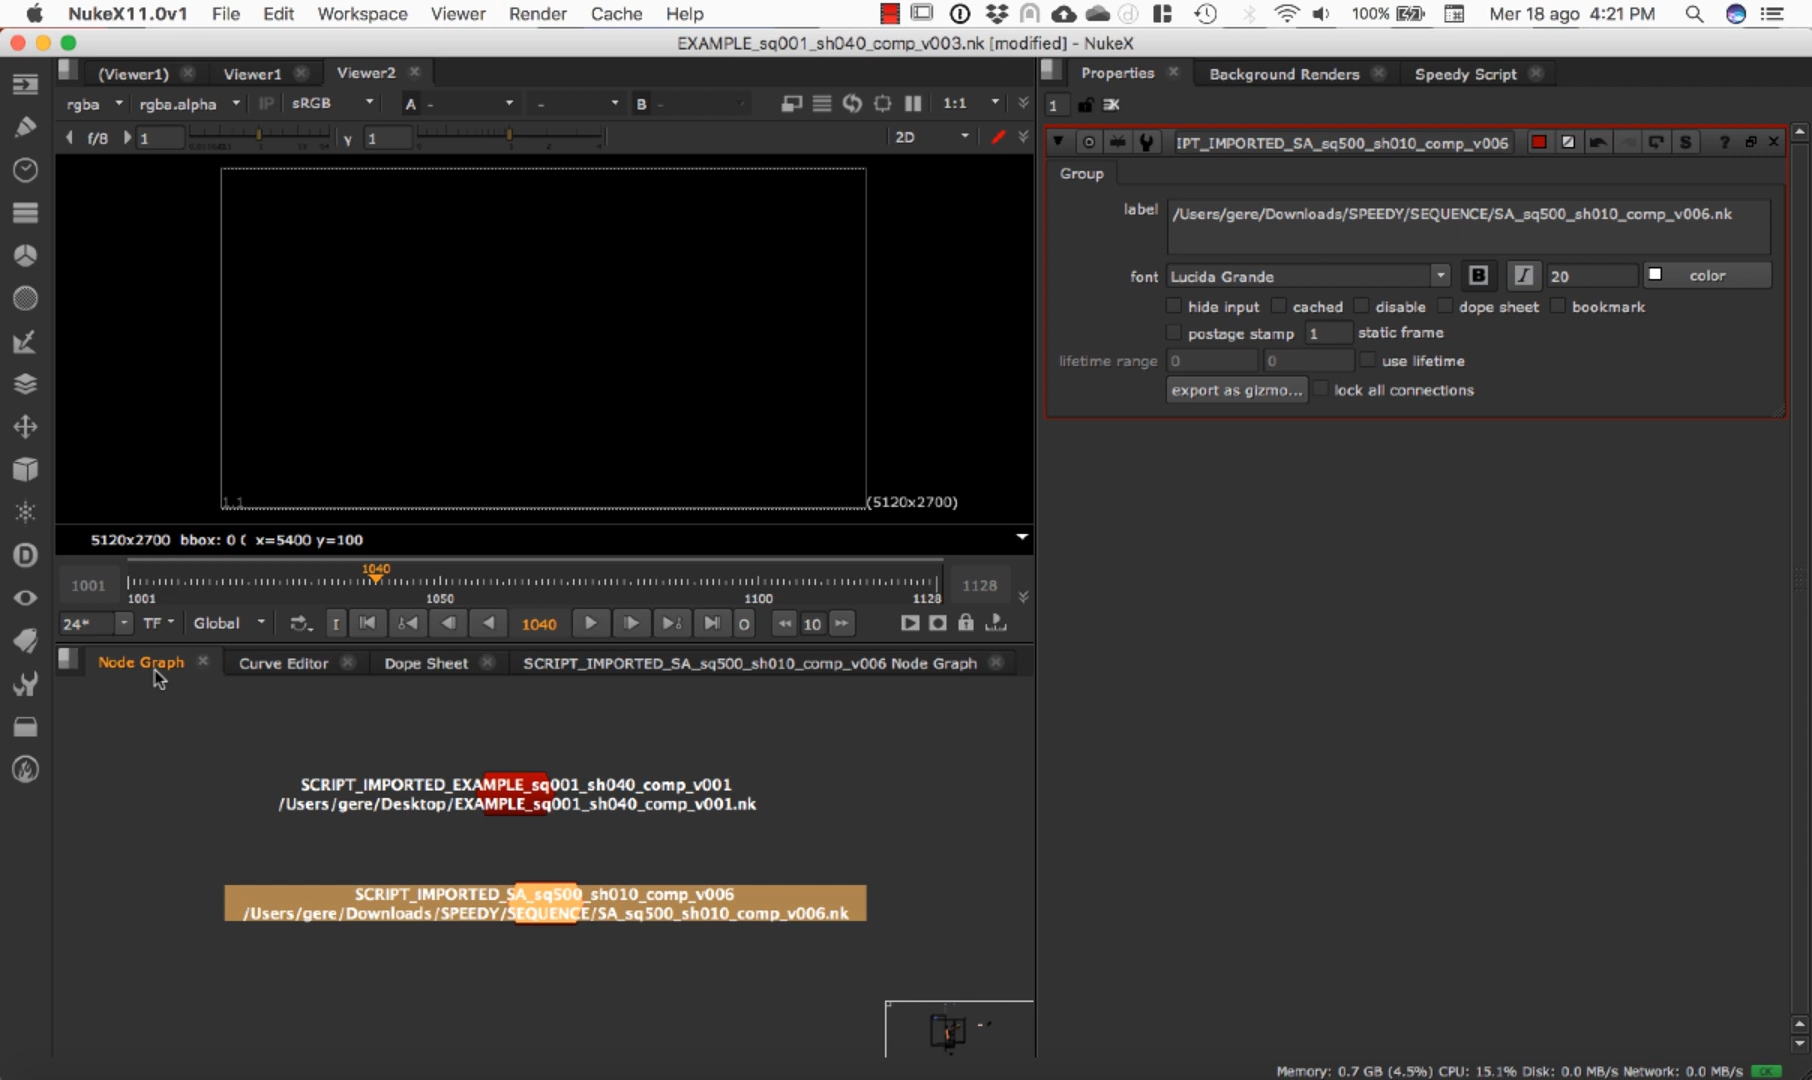 NukeX11.0v1 File Edit Workspace Viewer Render Cache Help 100% Mer 18 ago 4:21 PM
EXAMPLE_sq001_sh040_comp_v003.nk [modified] - NukeX
(Viewer1) Viewer1 Viewer2
rgba rgba.alpha IP sRGB A - - B - 1:1
f/8 1 y 1 2D
(5120x2700)
5120x2700 bbox: 0 ( x=5400 y=100
1040
1001 1128
1001 1050 1100 1128
24* TF Global I 1040 O 10
Node Graph Curve Editor Dope Sheet SCRIPT_IMPORTED_SA_sq500_sh010_comp_v006 Node Graph
SCRIPT_IMPORTED_EXAMPLE_sq001_sh040_comp_v001
/Users/gere/Desktop/EXAMPLE_sq001_sh040_comp_v001.nk
SCRIPT_IMPORTED_SA_sq500_sh010_comp_v006
/Users/gere/Downloads/SPEEDY/SEQUENCE/SA_sq500_sh010_comp_v006.nk
Properties Background Renders Speedy Script
1
IPT_IMPORTED_SA_sq500_sh010_comp_v006 S ?
Group
label /Users/gere/Downloads/SPEEDY/SEQUENCE/SA_sq500_sh010_comp_v006.nk
font Lucida Grande B I 20 color
hide input cached disable dope sheet bookmark
postage stamp 1 static frame
lifetime range 0 0 use lifetime
export as gizmo... lock all connections
Memory: 0.7 GB (4.5%) CPU: 15.1% Disk: 0.0 MB/s Network: 0.0 MB/s OK